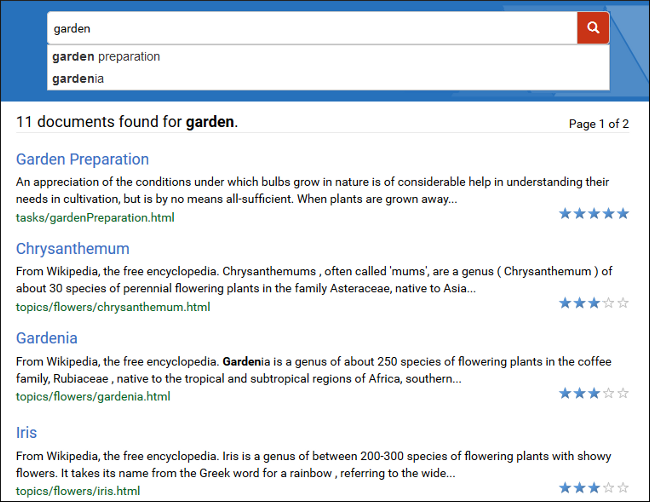 garden
garden preparation
gardenia
11 documents found for garden.
Page 1 of 2
Garden Preparation
An appreciation of the conditions under which bulbs grow in nature is of considerable help in understanding their
needs in cultivation, but is by no means all-sufficient. When plants are grown away...
tasks/gardenPreparation.html
Chrysanthemum
From Wikipedia, the free encyclopedia. Chrysanthemums , often called 'mums', are a genus ( Chrysanthemum ) of
about 30 species of perennial flowering plants in the family Asteraceae, native to Asia...
topics/flowers/chrysanthemum.html
Gardenia
From Wikipedia, the free encyclopedia. Gardenia is a genus of about 250 species of flowering plants in the coffee
family, Rubiaceae , native to the tropical and subtropical regions of Africa, southern...
topics/flowers/gardenia.html
Iris
From Wikipedia, the free encyclopedia. Iris is a genus of between 200-300 species of flowering plants with showy
flowers. It takes its name from the Greek word for a rainbow , referring to the wide...
topics/flowers/iris.html